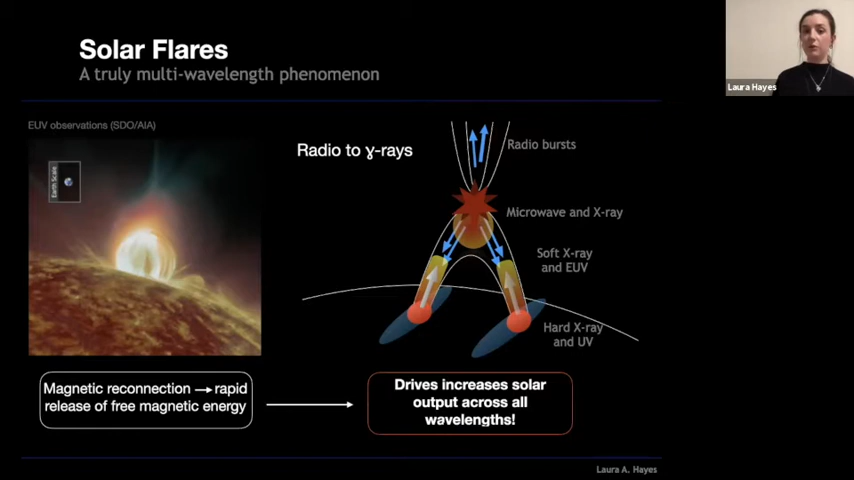 Solar Flares
A truly multi-wavelength phenomenon
Laura Hayes
EUV observations (SDO/AIA)
Earth Scale
Radio to ɣ-rays
Radio bursts
Microwave and X-ray
Soft X-ray
and EUV
Hard X-ray
and UV
Magnetic reconnection → rapid
release of free magnetic energy
Drives increases solar
output across all
wavelengths!
Laura A. Hayes